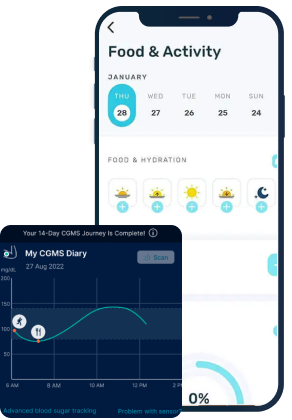 Food & Activity
JANUARY
THU WED TUE MON SUN
28 27 26 25 24
FOOD & HYDRATION
Your 14-Day CGMS Journey Is Complete!
My CGMS Diary
27 Aug 2022
Scan
mg/dL
200
150
100
50
6 AM 8 AM 10 AM 12 PM 2 P
Advanced blood sugar tracking Problem with sensor?
0%